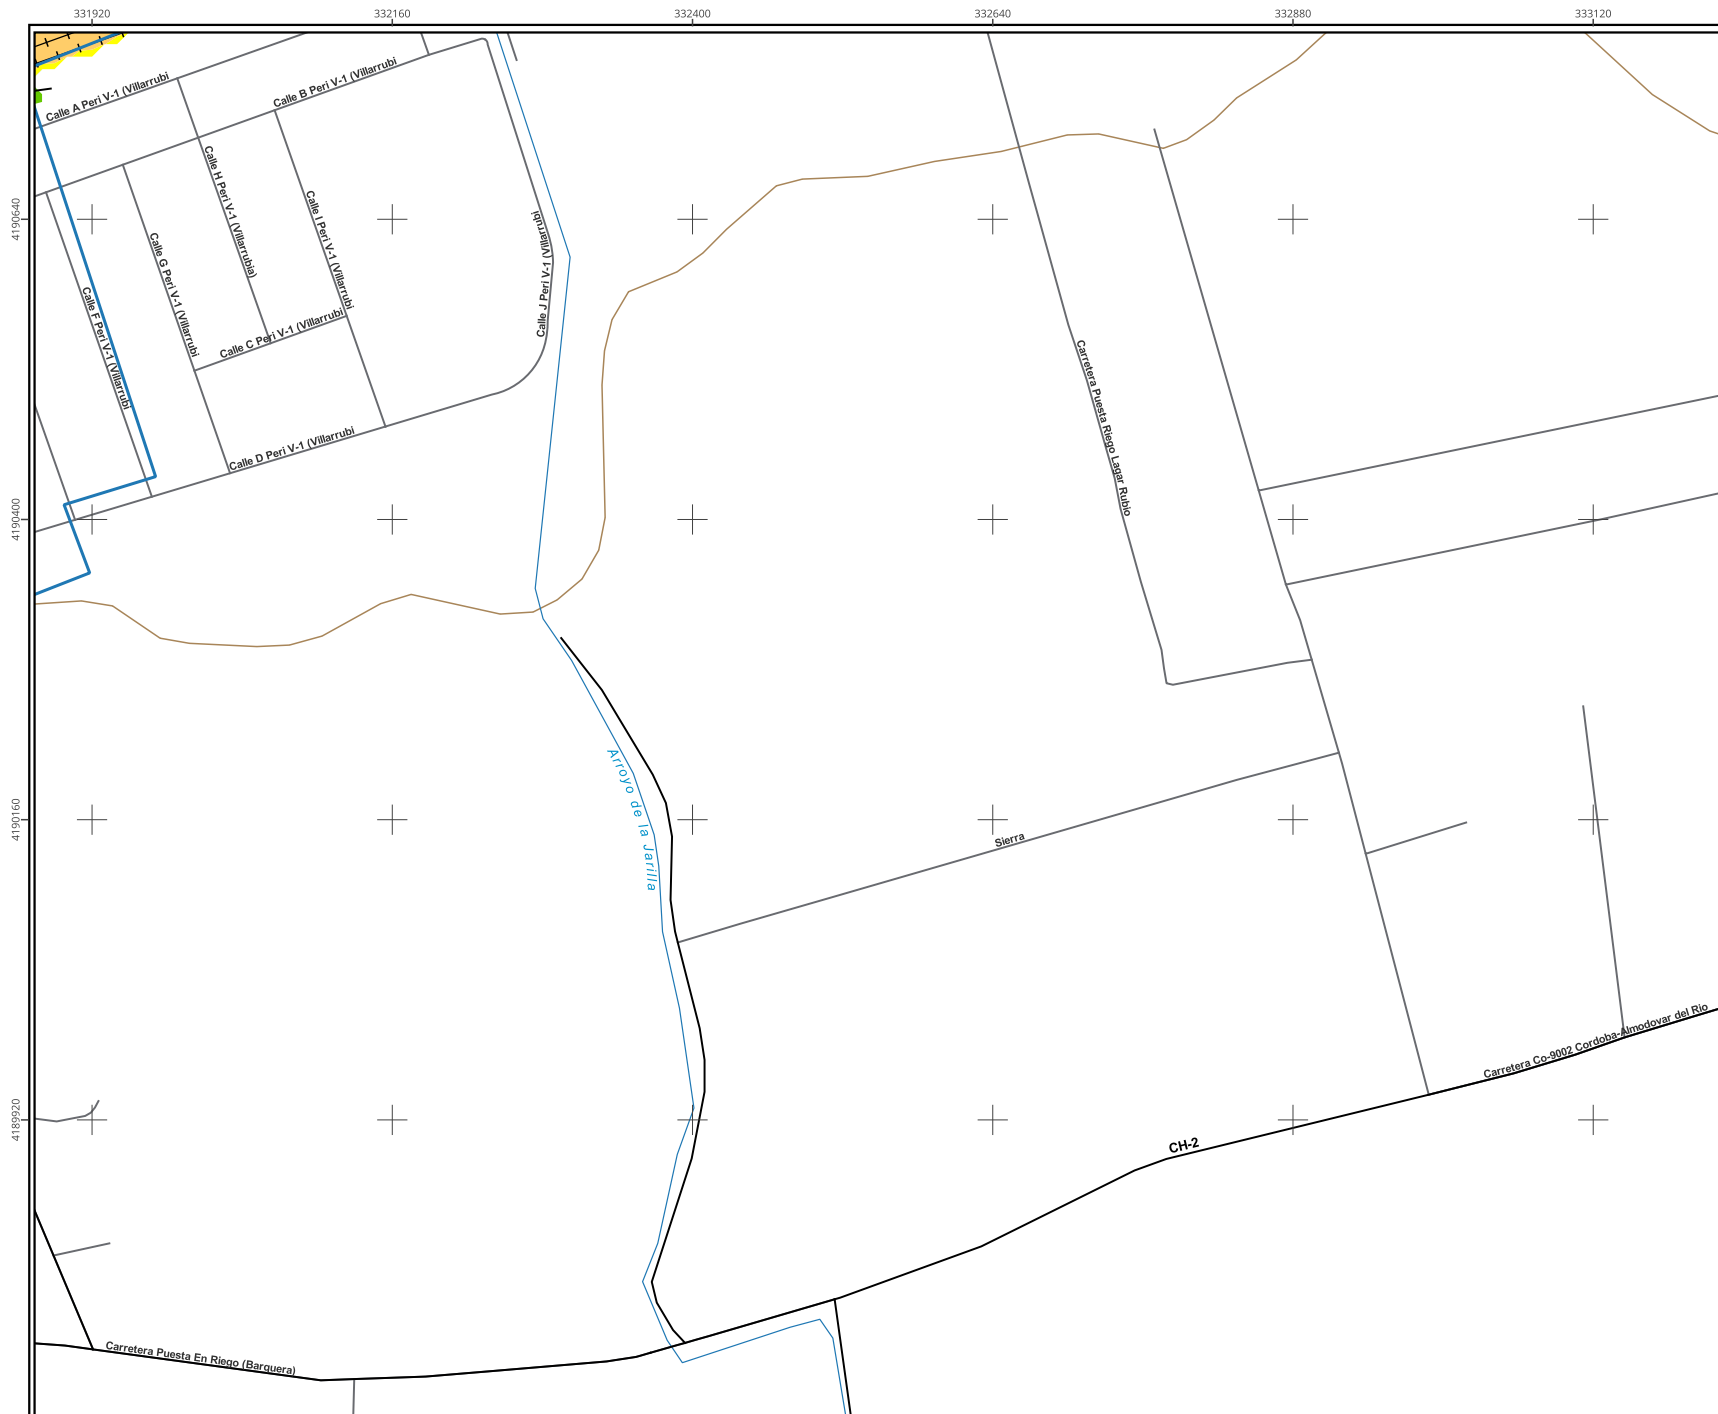 331920 332160 332400 332640 332880 333120
Calle A Peri V-1 (Villarrubi
Calle B Peri V-1 (Villarrubi
Calle H Peri V-1 (Villarrubia)
Calle I Peri V-1 (Villarrubi
Calle J Peri V-1 (Villarrubi
Calle G Peri V-1 (Villarrubi
Calle F Peri V-1 (Villarrubi
Calle C Peri V-1 (Villarrubi
Calle D Peri V-1 (Villarrubi
4190640
Carretera Puesta Riego Lagar Rubio
4190400
Arroyo de la Jarilla
4190160
Sierra
Carretera Co-9002 Cordoba-Almodovar del Rio
4189920
CH-2
Carretera Puesta En Riego (Barquera)